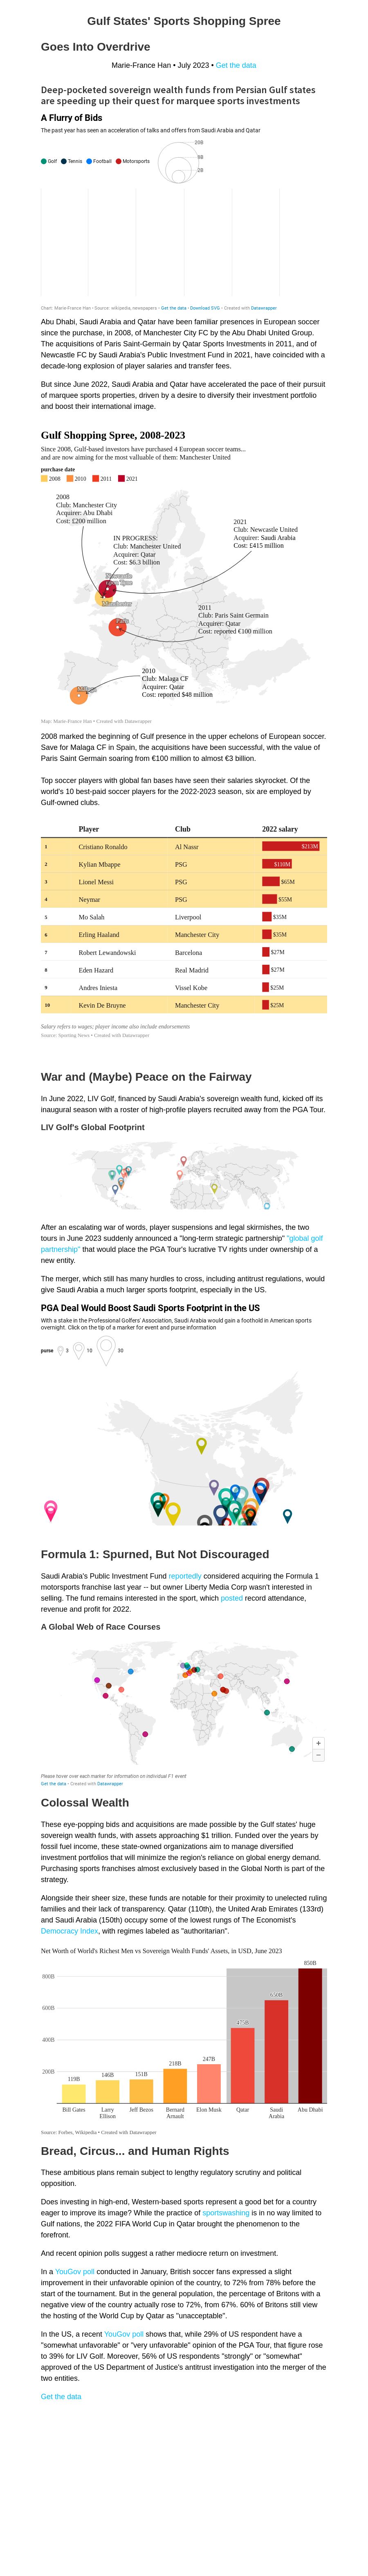 Gulf States' Sports Shopping Spree
Goes Into Overdrive
Marie-France Han • July 2023 • Get the data
Deep-pocketed sovereign wealth funds from Persian Gulf states
are speeding up their quest for marquee sports investments
A Flurry of Bids
The past year has seen an acceleration of talks and offers from Saudi Arabia and Qatar
Golf Tennis Football Motorsports
30B
9B
2B
Chart: Marie-France Han • Source: wikipedia, newspapers • Get the data • Download SVG • Created with Datawrapper
Abu Dhabi, Saudi Arabia and Qatar have been familiar presences in European soccer
since the purchase, in 2008, of Manchester City FC by the Abu Dhabi United Group.
The acquisitions of Paris Saint-Germain by Qatar Sports Investments in 2011, and of
Newcastle FC by Saudi Arabia's Public Investment Fund in 2021, have coincided with a
decade-long explosion of player salaries and transfer fees.
But since June 2022, Saudi Arabia and Qatar have accelerated the pace of their pursuit
of marquee sports properties, driven by a desire to diversify their investment portfolio
and boost their international image.
Gulf Shopping Spree, 2008-2023
Since 2008, Gulf-based investors have purchased 4 European soccer teams...
and are now aiming for the most valuable of them: Manchester United
purchase date
2008 2010 2011 2021
2008
Club: Manchester City
Acquirer: Abu Dhabi
Cost: £200 million
2021
Club: Newcastle United
Acquirer: Saudi Arabia
Cost: £415 million
IN PROGRESS:
Club: Manchester United
Acquirer: Qatar
Cost: $6.3 billion
Newcastle
upon Tyne
Manchester
2011
Club: Paris Saint Germain
Acquirer: Qatar
Cost: reported €100 million
Paris
2010
Club: Malaga CF
Acquirer: Qatar
Cost: reported $48 million
Malaga
Map: Marie-France Han • Created with Datawrapper
2008 marked the beginning of Gulf presence in the upper echelons of European soccer.
Save for Malaga CF in Spain, the acquisitions have been successful, with the value of
Paris Saint Germain soaring from €100 million to almost €3 billion.
Top soccer players with global fan bases have seen their salaries skyrocket. Of the
world's 10 best-paid soccer players for the 2022-2023 season, six are employed by
Gulf-owned clubs.
Player Club 2022 salary
1 Cristiano Ronaldo Al Nassr $213M
2 Kylian Mbappe PSG $110M
3 Lionel Messi PSG $65M
4 Neymar PSG $55M
5 Mo Salah Liverpool $35M
6 Erling Haaland Manchester City $35M
7 Robert Lewandowski Barcelona $27M
8 Eden Hazard Real Madrid $27M
9 Andres Iniesta Vissel Kobe $25M
10 Kevin De Bruyne Manchester City $25M
Salary refers to wages; player income also include endorsements
Source: Sporting News • Created with Datawrapper
War and (Maybe) Peace on the Fairway
In June 2022, LIV Golf, financed by Saudi Arabia's sovereign wealth fund, kicked off its
inaugural season with a roster of high-profile players recruited away from the PGA Tour.
LIV Golf's Global Footprint
After an escalating war of words, player suspensions and legal skirmishes, the two
tours in June 2023 suddenly announced a "long-term strategic partnership" "global golf
partnership" that would place the PGA Tour's lucrative TV rights under ownership of a
new entity.
The merger, which still has many hurdles to cross, including antitrust regulations, would
give Saudi Arabia a much larger sports footprint, especially in the US.
PGA Deal Would Boost Saudi Sports Footprint in the US
With a stake in the Professional Golfers' Association, Saudi Arabia would gain a foothold in American sports
overnight. Click on the tip of a marker for event and purse information
purse 3 10 30
Formula 1: Spurned, But Not Discouraged
Saudi Arabia's Public Investment Fund reportedly considered acquiring the Formula 1
motorsports franchise last year -- but owner Liberty Media Corp wasn't interested in
selling. The fund remains interested in the sport, which posted record attendance,
revenue and profit for 2022.
A Global Web of Race Courses
+
−
Please hover over each marker for information on individual F1 event
Get the data • Created with Datawrapper
Colossal Wealth
These eye-popping bids and acquisitions are made possible by the Gulf states' huge
sovereign wealth funds, with assets approaching $1 trillion. Funded over the years by
fossil fuel income, these state-owned organizations aim to manage diversified
investment portfolios that will minimize the region's reliance on global energy demand.
Purchasing sports franchises almost exclusively based in the Global North is part of the
strategy.
Alongside their sheer size, these funds are notable for their proximity to unelected ruling
families and their lack of transparency. Qatar (110th), the United Arab Emirates (133rd)
and Saudi Arabia (150th) occupy some of the lowest rungs of The Economist's
Democracy Index, with regimes labeled as "authoritarian".
Net Worth of World's Richest Men vs Sovereign Wealth Funds' Assets, in USD, June 2023
800B
600B
400B
200B
119B 146B 151B 218B 247B 475B 650B 850B
Bill Gates Larry Ellison Jeff Bezos Bernard Arnault Elon Musk Qatar Saudi Arabia Abu Dhabi
Source: Forbes, Wikipedia • Created with Datawrapper
Bread, Circus... and Human Rights
These ambitious plans remain subject to lengthy regulatory scrutiny and political
opposition.
Does investing in high-end, Western-based sports represent a good bet for a country
eager to improve its image? While the practice of sportswashing is in no way limited to
Gulf nations, the 2022 FIFA World Cup in Qatar brought the phenomenon to the
forefront.
And recent opinion polls suggest a rather mediocre return on investment.
In a YouGov poll conducted in January, British soccer fans expressed a slight
improvement in their unfavorable opinion of the country, to 72% from 78% before the
start of the tournament. But in the general population, the percentage of Britons with a
negative view of the country actually rose to 72%, from 67%. 60% of Britons still view
the hosting of the World Cup by Qatar as "unacceptable".
In the US, a recent YouGov poll shows that, while 29% of US respondent have a
"somewhat unfavorable" or "very unfavorable" opinion of the PGA Tour, that figure rose
to 39% for LIV Golf. Moreover, 56% of US respondents "strongly" or "somewhat"
approved of the US Department of Justice's antitrust investigation into the merger of the
two entities.
Get the data